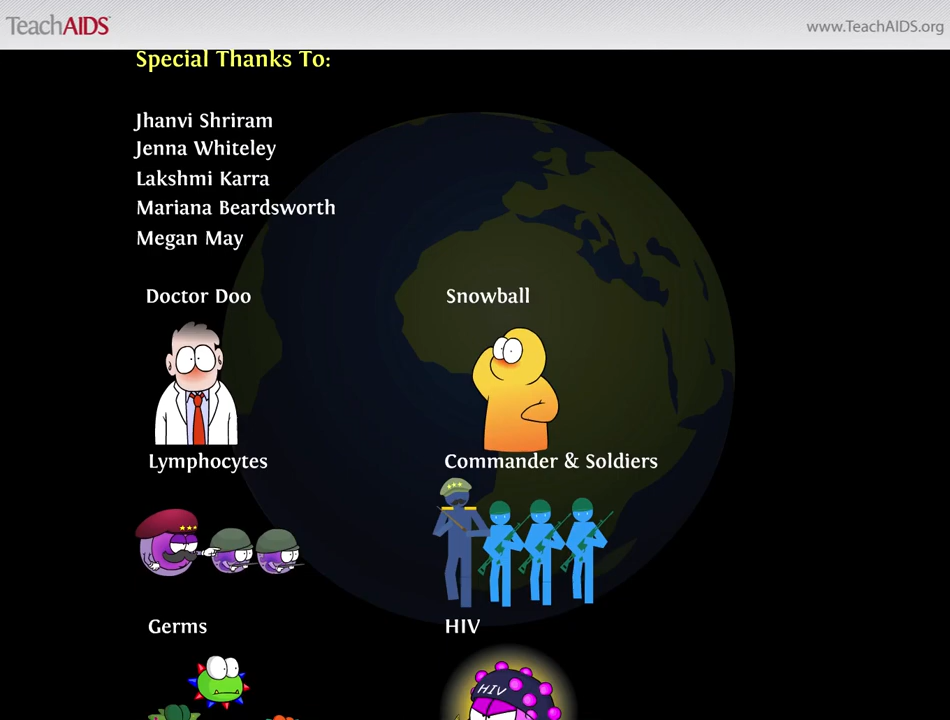 TeachAIDS
www.TeachAIDS.org
Special Thanks To:
Jhanvi Shriram
Jenna Whiteley
Lakshmi Karra
Mariana Beardsworth
Megan May
Doctor Doo
Snowball
Lymphocytes
Commander & Soldiers
Germs
HIV
HIV